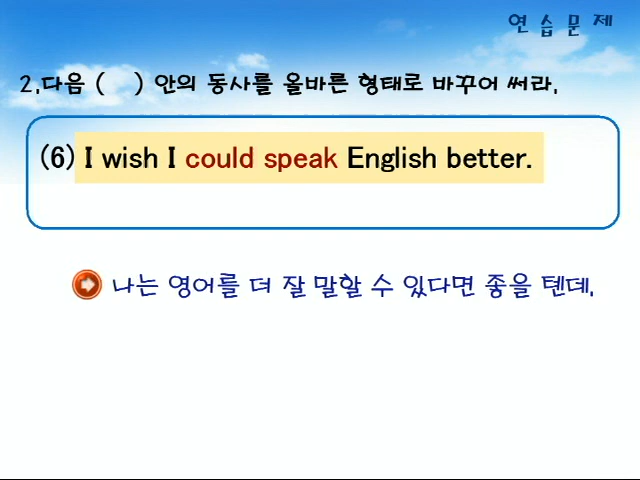 연 습 문 제
2.다음 (    ) 안의 동사를 올바른 형태로 바꾸어 써라.
(6) I wish I could speak English better.
나는 영어를 더 잘 말할 수 있다면 좋을 텐데.